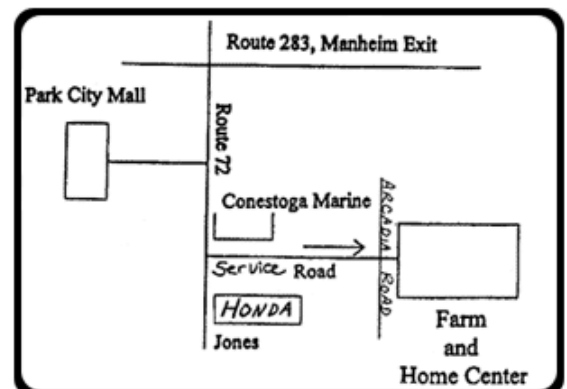 Route 283, Manheim Exit
Park City Mall
Route 72
Conestoga Marine
ARCADIA ROAD
Service Road
HONDA
Jones
Farm
and
Home Center